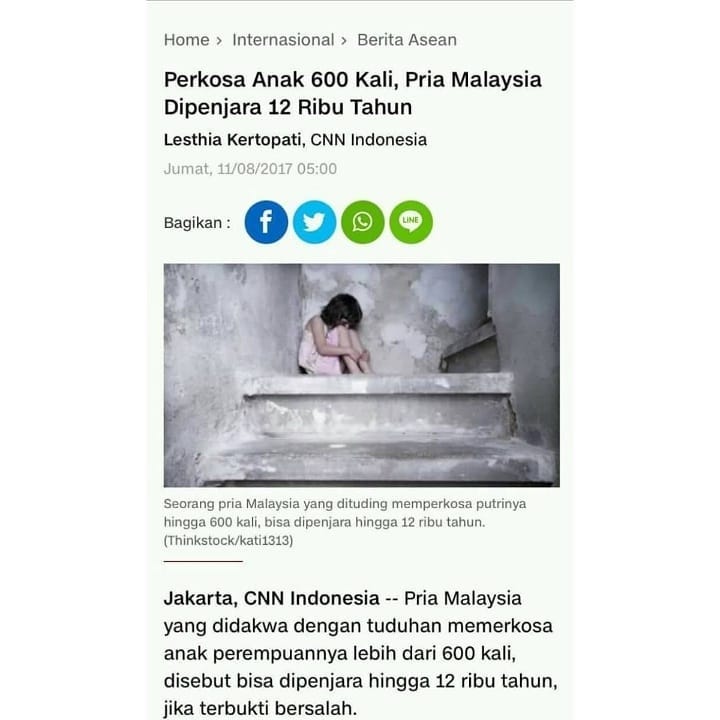 Home > Internasional > Berita Asean
Perkosa Anak 600 Kali, Pria Malaysia
Dipenjara 12 Ribu Tahun
Lesthia Kertopati, CNN Indonesia
Jumat, 11/08/2017 05:00
Bagikan :
LINE
Seorang pria Malaysia yang dituding memperkosa putrinya
hingga 600 kali, bisa dipenjara hingga 12 ribu tahun.
(Thinkstock/kati1313)
Jakarta, CNN Indonesia -- Pria Malaysia
yang didakwa dengan tuduhan memerkosa
anak perempuannya lebih dari 600 kali,
disebut bisa dipenjara hingga 12 ribu tahun,
jika terbukti bersalah.